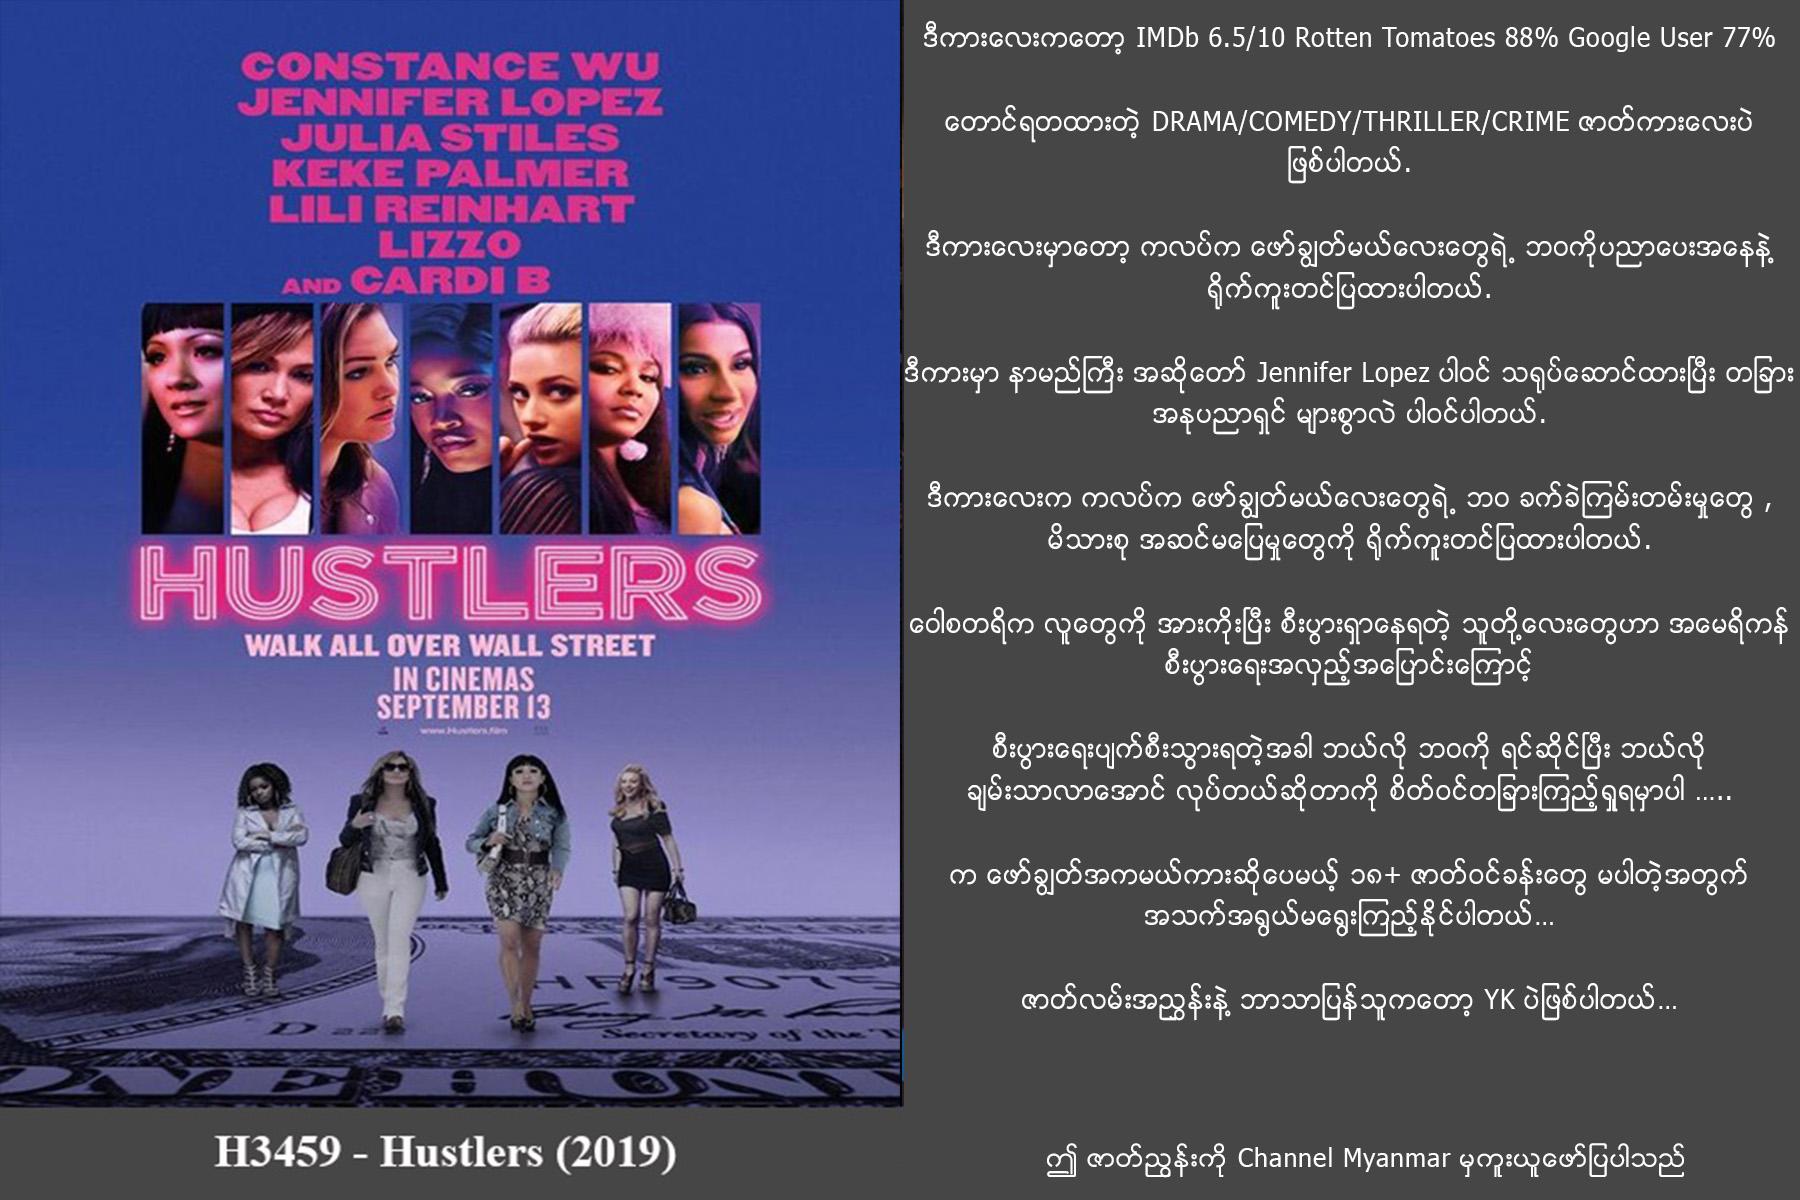 CONSTANCE WU
JENNIFER LOPEZ
JULIA STILES
KEKE PALMER
LILI REINHART
LIZZO
AND CARDI B
HUSTLERS
WALK ALL OVER WALL STREET
IN CINEMAS
SEPTEMBER 13
www.Hustlers.film
HF 9075
D 22
Secretary of the T
H3459 - Hustlers (2019)
ဒီကားလေးကတော့ IMDb 6.5/10 Rotten Tomatoes 88% Google User 77%
တောင်ရတထားတဲ့ DRAMA/COMEDY/THRILLER/CRIME ဇာတ်ကားလေးပဲ
ဖြစ်ပါတယ်.
ဒီကားလေးမှာတော့ ကလပ်က ဖော်ချွတ်မယ်လေးတွေရဲ့ ဘဝကိုပညာပေးအနေနဲ့
ရိုက်ကူးတင်ပြထားပါတယ်.
ဒီကားမှာ နာမည်ကြီး အဆိုတော် Jennifer Lopez ပါဝင် သရုပ်ဆောင်ထားပြီး တခြား
အနုပညာရှင် များစွာလဲ ပါဝင်ပါတယ်.
ဒီကားလေးက ကလပ်က ဖော်ချွတ်မယ်လေးတွေရဲ့ ဘဝ ခက်ခဲကြမ်းတမ်းမှုတွေ ,
မိသားစု အဆင်မပြေမှုတွေကို ရိုက်ကူးတင်ပြထားပါတယ်.
ဝေါစတရိက လူတွေကို အားကိုးပြီး စီးပွားရှာနေရတဲ့ သူတို့လေးတွေဟာ အမေရိကန်
စီးပွားရေးအလှည့်အပြောင်းကြောင့်
စီးပွားရေးပျက်စီးသွားရတဲ့အခါ ဘယ်လို ဘဝကို ရင်ဆိုင်ပြီး ဘယ်လို
ချမ်းသာလာအောင် လုပ်တယ်ဆိုတာကို စိတ်ဝင်တခြားကြည့်ရှုရမှာပါ .....
က ဖော်ချွတ်အကမယ်ကားဆိုပေမယ့် ၁၈+ ဇာတ်ဝင်ခန်းတွေ မပါတဲ့အတွက်
အသက်အရွယ်မရွေးကြည့်နိုင်ပါတယ်...
ဇာတ်လမ်းအညွှန်းနဲ့ ဘာသာပြန်သူကတော့ YK ပဲဖြစ်ပါတယ်...
ဤ ဇာတ်ညွှန်းကို Channel Myanmar မှကူးယူဖော်ပြပါသည်